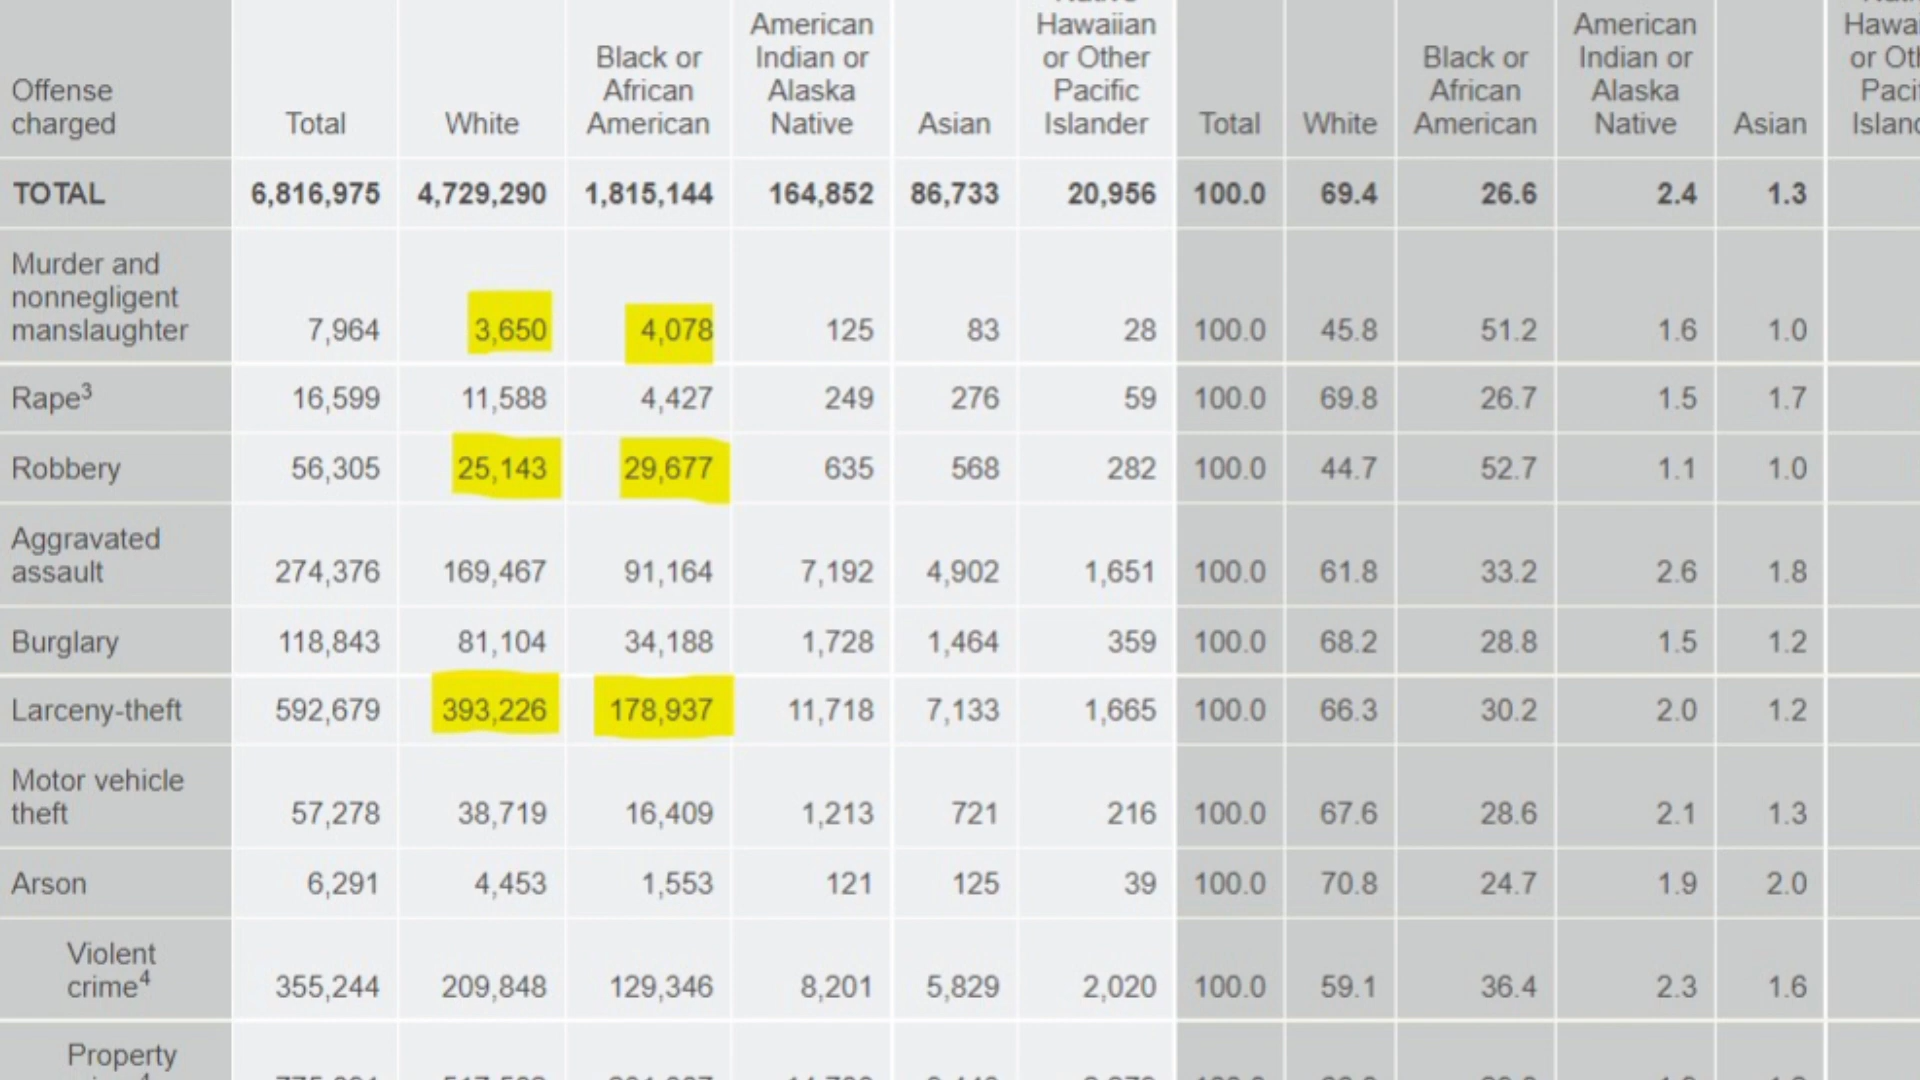 Offense charged Total White Black or African American American Indian or Alaska Native Asian Hawaiian or Other Pacific Islander Total White Black or African American American Indian or Alaska Native Asian
TOTAL 6,816,975 4,729,290 1,815,144 164,852 86,733 20,956 100.0 69.4 26.6 2.4 1.3
Murder and nonnegligent manslaughter 7,964 3,650 4,078 125 83 28 100.0 45.8 51.2 1.6 1.0
Rape3 16,599 11,588 4,427 249 276 59 100.0 69.8 26.7 1.5 1.7
Robbery 56,305 25,143 29,677 635 568 282 100.0 44.7 52.7 1.1 1.0
Aggravated assault 274,376 169,467 91,164 7,192 4,902 1,651 100.0 61.8 33.2 2.6 1.8
Burglary 118,843 81,104 34,188 1,728 1,464 359 100.0 68.2 28.8 1.5 1.2
Larceny-theft 592,679 393,226 178,937 11,718 7,133 1,665 100.0 66.3 30.2 2.0 1.2
Motor vehicle theft 57,278 38,719 16,409 1,213 721 216 100.0 67.6 28.6 2.1 1.3
Arson 6,291 4,453 1,553 121 125 39 100.0 70.8 24.7 1.9 2.0
Violent crime4 355,244 209,848 129,346 8,201 5,829 2,020 100.0 59.1 36.4 2.3 1.6
Property